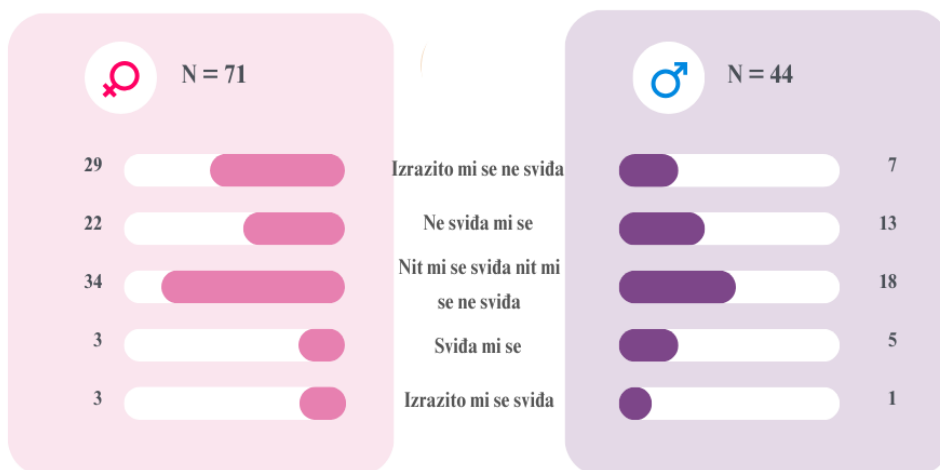 N = 71
N = 44
29
Izrazito mi se ne sviđa
7
22
Ne sviđa mi se
13
34
Nit mi se sviđa nit mi
se ne sviđa
18
3
Sviđa mi se
5
3
Izrazito mi se sviđa
1